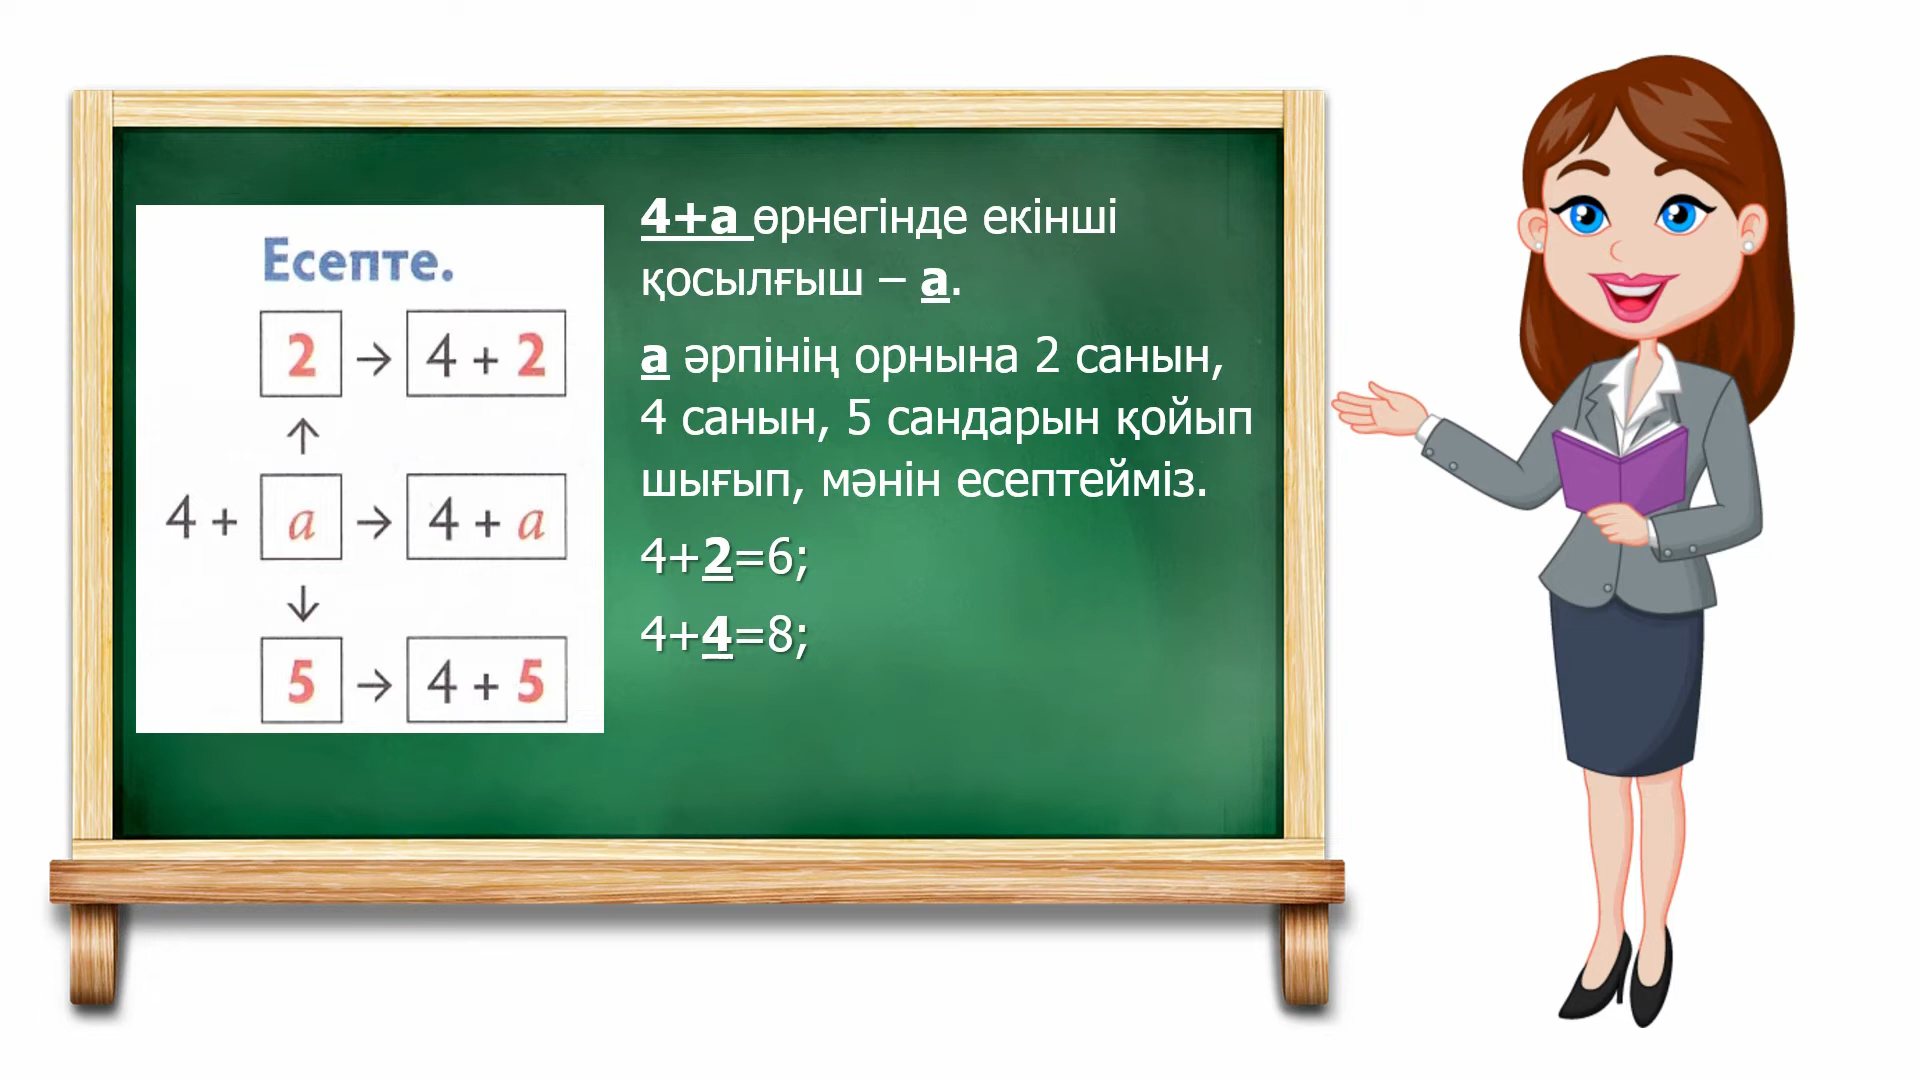 Есепте.
2 → 4 + 2
↑
4 + a → 4 + a
↓
5 → 4 + 5
4+а өрнегінде екінші
қосылғыш – а.
а әрпінің орнына 2 санын,
4 санын, 5 сандарын қойып
шығып, мәнін есептейміз.
4+2=6;
4+4=8;